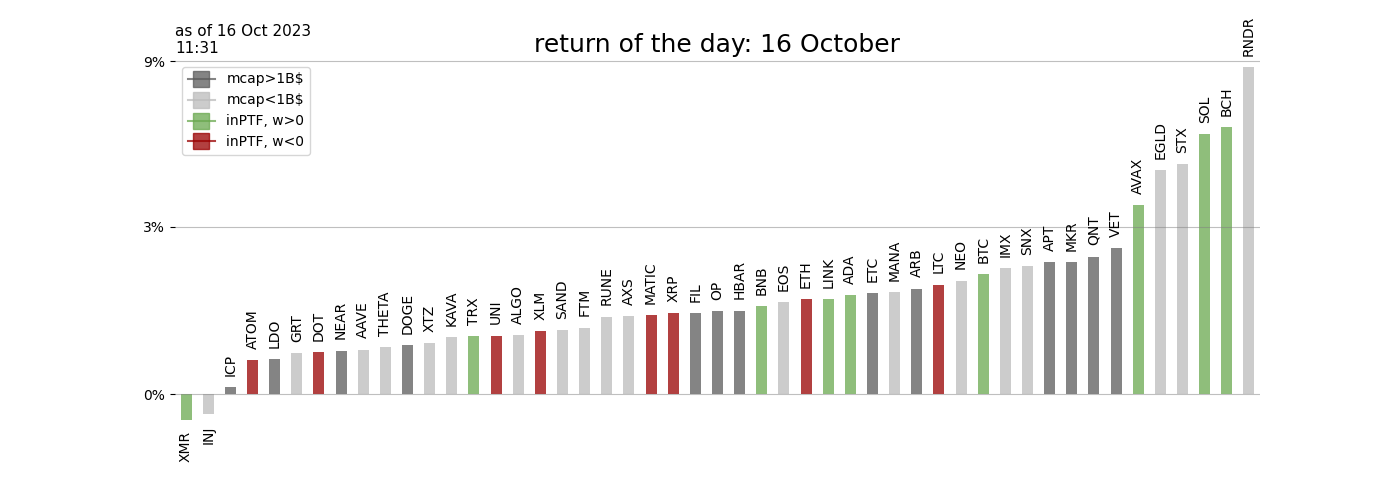 as of 16 Oct 2023
11:31
return of the day: 16 October
9%
3%
0%
mcap>1B$
mcap<1B$
inPTF, w>0
inPTF, w<0
XMR
INJ
ICP
ATOM
LDO
GRT
DOT
NEAR
AAVE
THETA
DOGE
XTZ
KAVA
TRX
UNI
ALGO
XLM
SAND
FTM
RUNE
AXS
MATIC
XRP
FIL
OP
HBAR
BNB
EOS
ETH
LINK
ADA
ETC
MANA
ARB
LTC
NEO
BTC
IMX
SNX
APT
MKR
QNT
VET
AVAX
EGLD
STX
SOL
BCH
RNDR